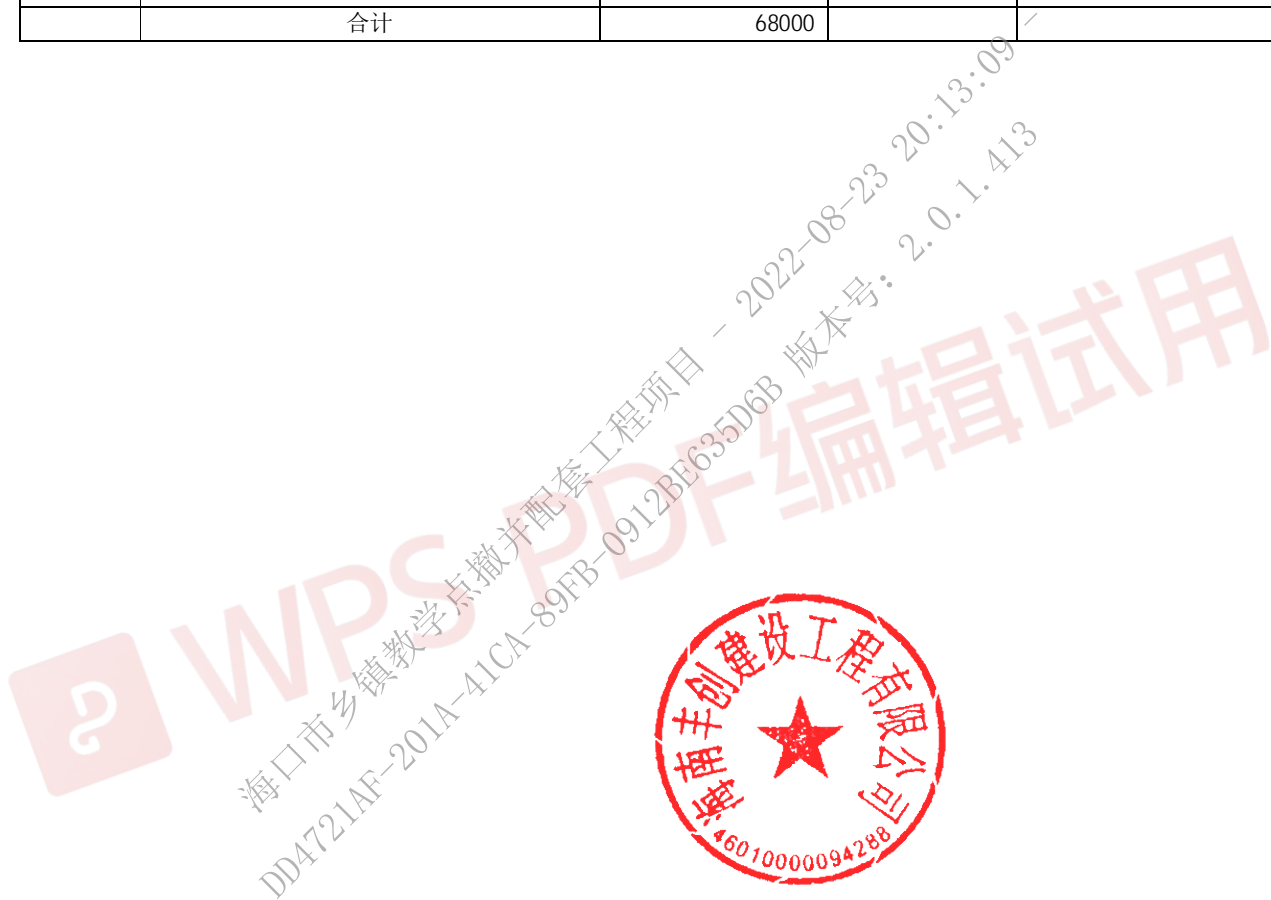 合计 68000 -
海口市乡镇教学点撤并配套工程项目 - 2022-08-23 20:13:09
DD4721AF-201A-41CA-89FB-0912BE635D6B 版本号: 2.0.1.413
WPS PDF编辑试用
海南丰创建设工程有限公司
46010000094288